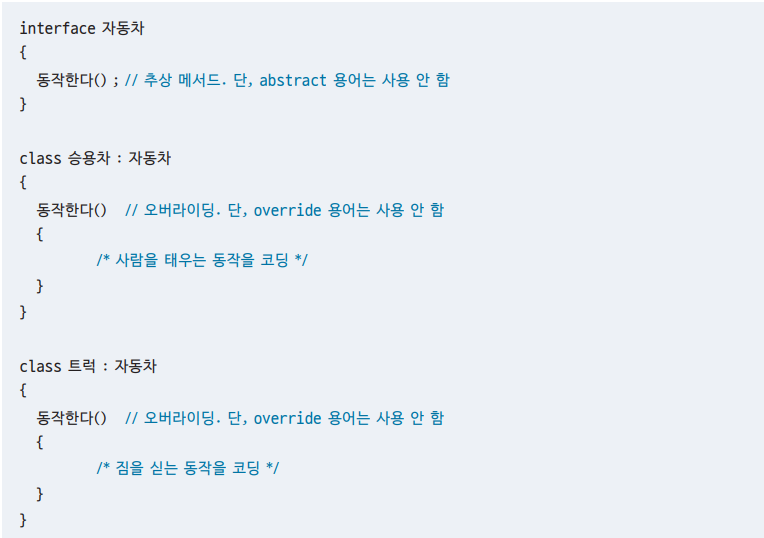 interface 자동차
{
동작한다() ; // 추상 메서드. 단, abstract 용어는 사용 안 함
}
class 승용차 : 자동차
{
동작한다() // 오버라이딩. 단, override 용어는 사용 안 함
{
/* 사람을 태우는 동작을 코딩 */
}
}
class 트럭 : 자동차
{
동작한다() // 오버라이딩. 단, override 용어는 사용 안 함
{
/* 짐을 싣는 동작을 코딩 */
}
}